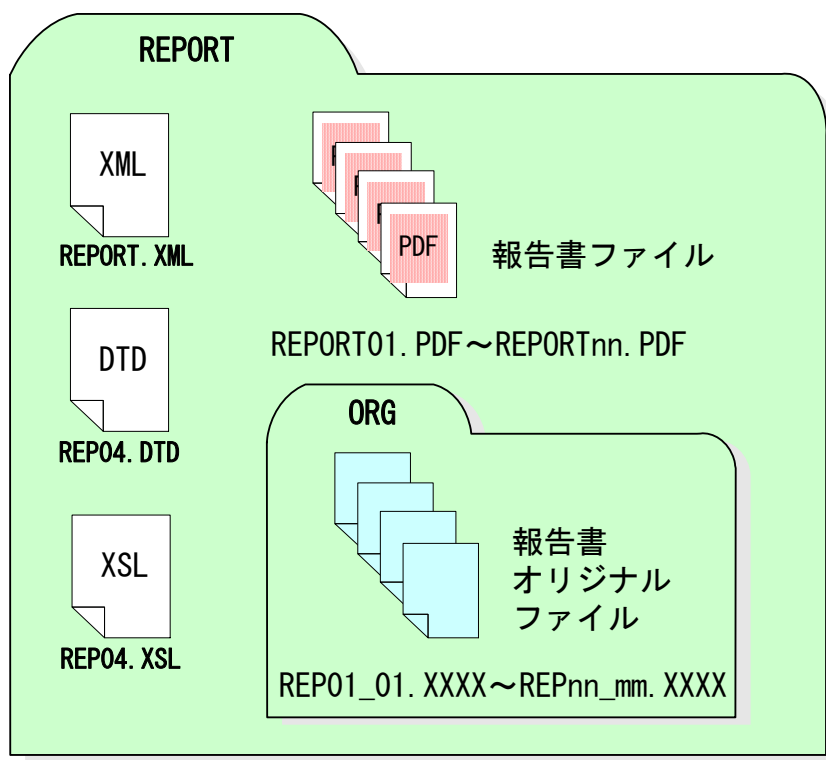 REPORT
XML
REPORT.XML
PDF
報告書ファイル
REPORT01.PDF～REPORTnn.PDF
DTD
REP04.DTD
ORG
報告書
オリジナル
ファイル
REP01_01.XXXX～REPnn_mm.XXXX
XSL
REP04.XSL